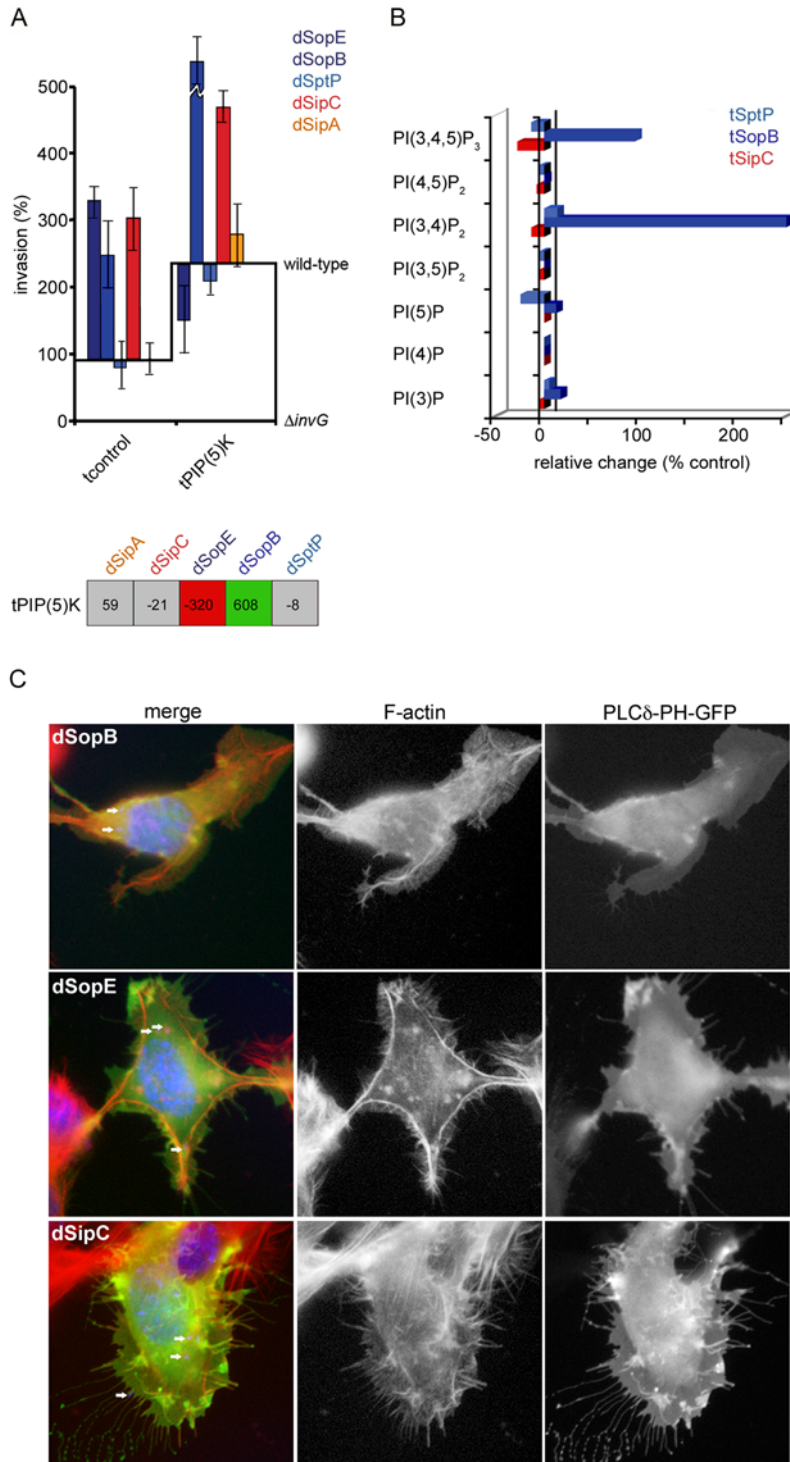 A
dSopE
dSopB
dSptP
dSipC
dSipA
invasion (%)
500
400
300
200
100
0
wild-type
ΔinvG
tcontrol
tPIP(5)K
dSipA
dSipC
dSopE
dSopB
dSptP
tPIP(5)K
59
-21
-320
608
-8
B
tSptP
tSopB
tSipC
PI(3,4,5)P3
PI(4,5)P2
PI(3,4)P2
PI(3,5)P2
PI(5)P
PI(4)P
PI(3)P
-50
0
100
200
relative change (% control)
C
merge
F-actin
PLCδ-PH-GFP
dSopB
dSopE
dSipC